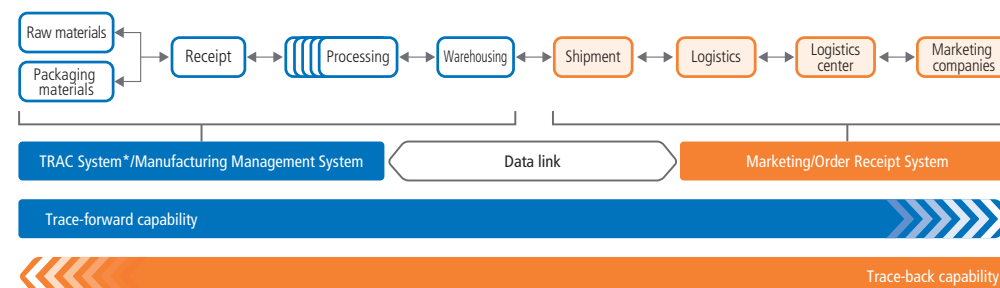 Raw materials
Packaging
materials
Receipt
Processing
Warehousing
Shipment
Logistics
Logistics
center
Marketing
companies
TRAC System*/Manufacturing Management System
Data link
Marketing/Order Receipt System
Trace-forward capability
Trace-back capability